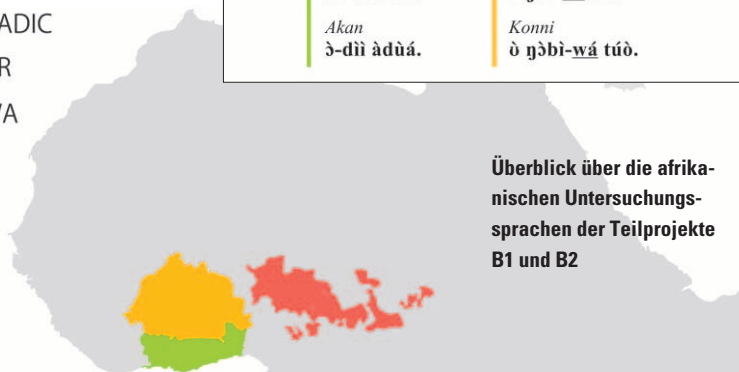 ADIC
R
WA
Akan
ɔ̀-dìì àdùá.
Konni
ò ŋɔ̀bì-wá túò.
Überblick über die afrika-
nischen Untersuchungs-
sprachen der Teilprojekte
B1 und B2